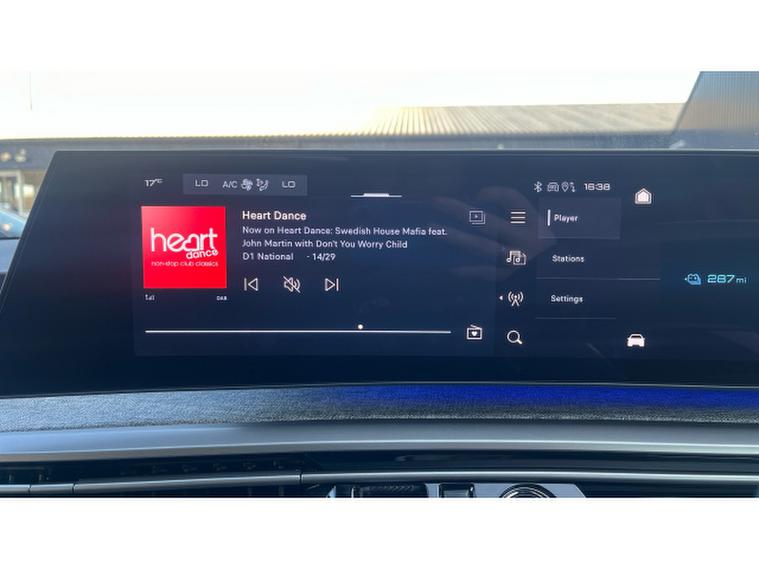 17°C
LO A/C LO
16:38
heart
dance
non-stop club classics
DAB
Heart Dance
Now on Heart Dance: Swedish House Mafia feat.
John Martin with Don't You Worry Child
D1 National - 14/29
Player
Stations
Settings
287 mi